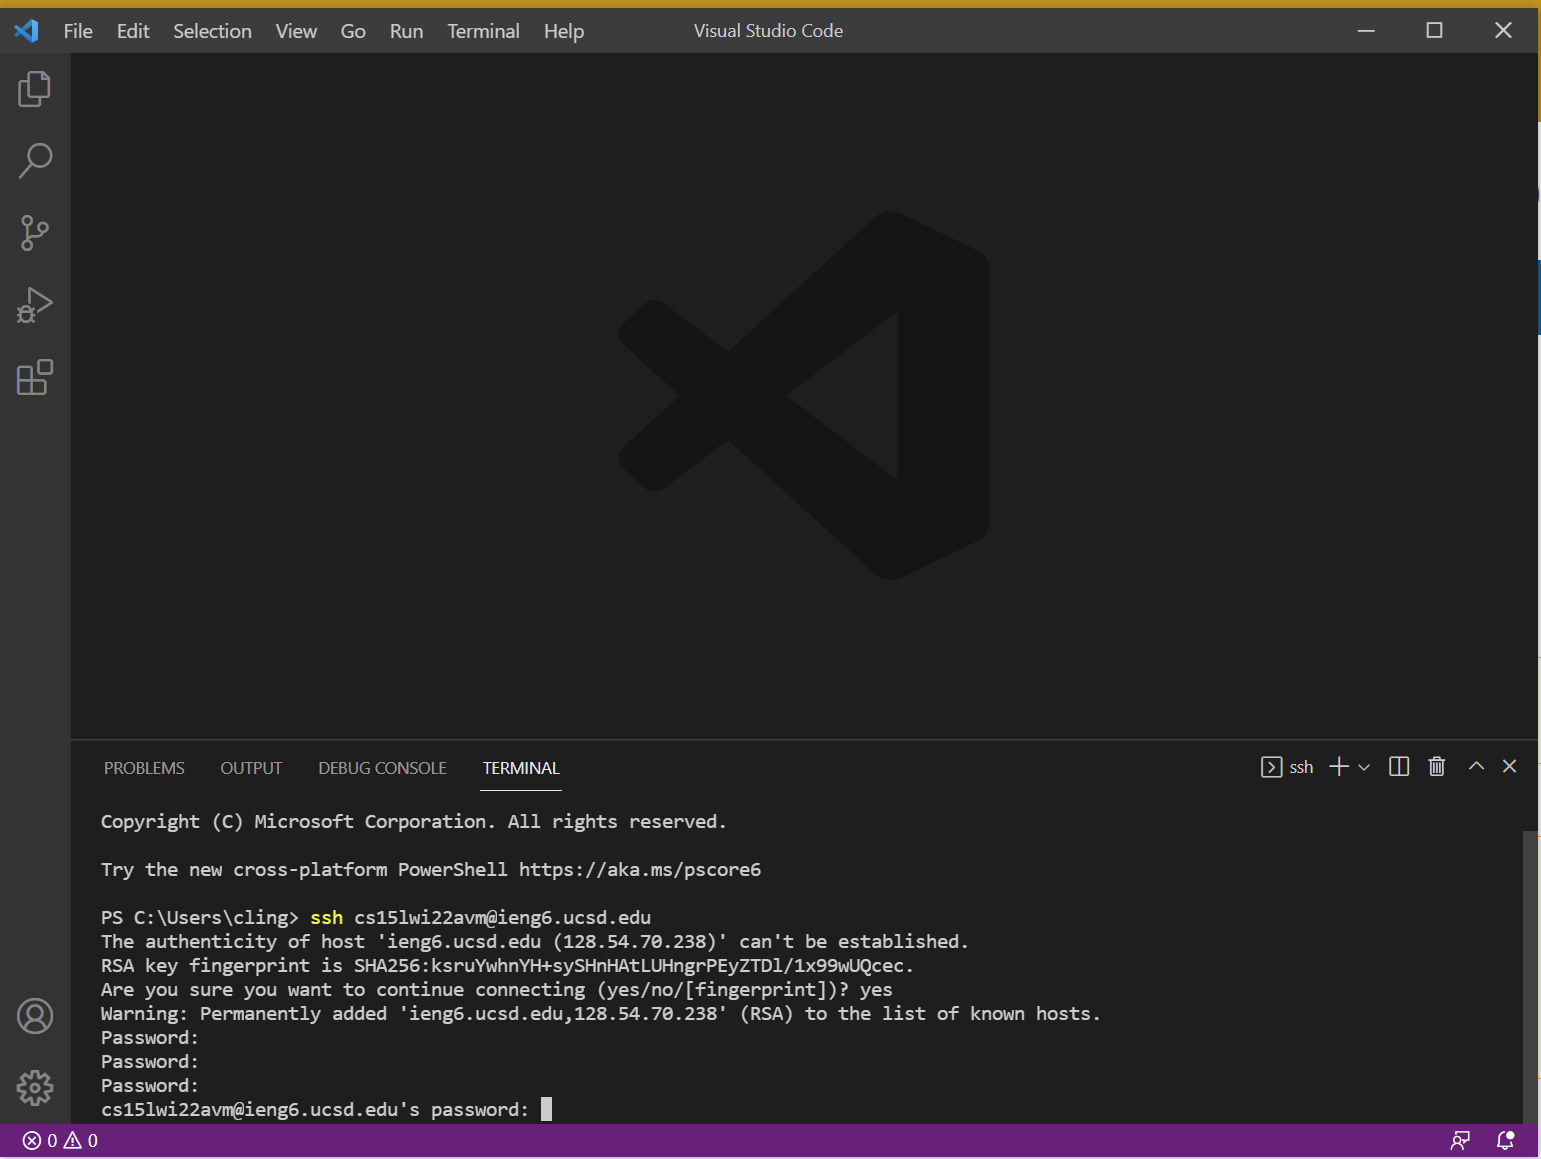 File Edit Selection View Go Run Terminal Help Visual Studio Code
PROBLEMS OUTPUT DEBUG CONSOLE TERMINAL ssh
Copyright (C) Microsoft Corporation. All rights reserved.
Try the new cross-platform PowerShell https://aka.ms/pscore6
PS C:\Users\cling> ssh cs15lwi22avm@ieng6.ucsd.edu
The authenticity of host 'ieng6.ucsd.edu (128.54.70.238)' can't be established.
RSA key fingerprint is SHA256:ksruYwhnYH+sySHnHAtLUHngrPEyZTDl/1x99wUQcec.
Are you sure you want to continue connecting (yes/no/[fingerprint])? yes
Warning: Permanently added 'ieng6.ucsd.edu,128.54.70.238' (RSA) to the list of known hosts.
Password:
Password:
Password:
cs15lwi22avm@ieng6.ucsd.edu's password:
0 0